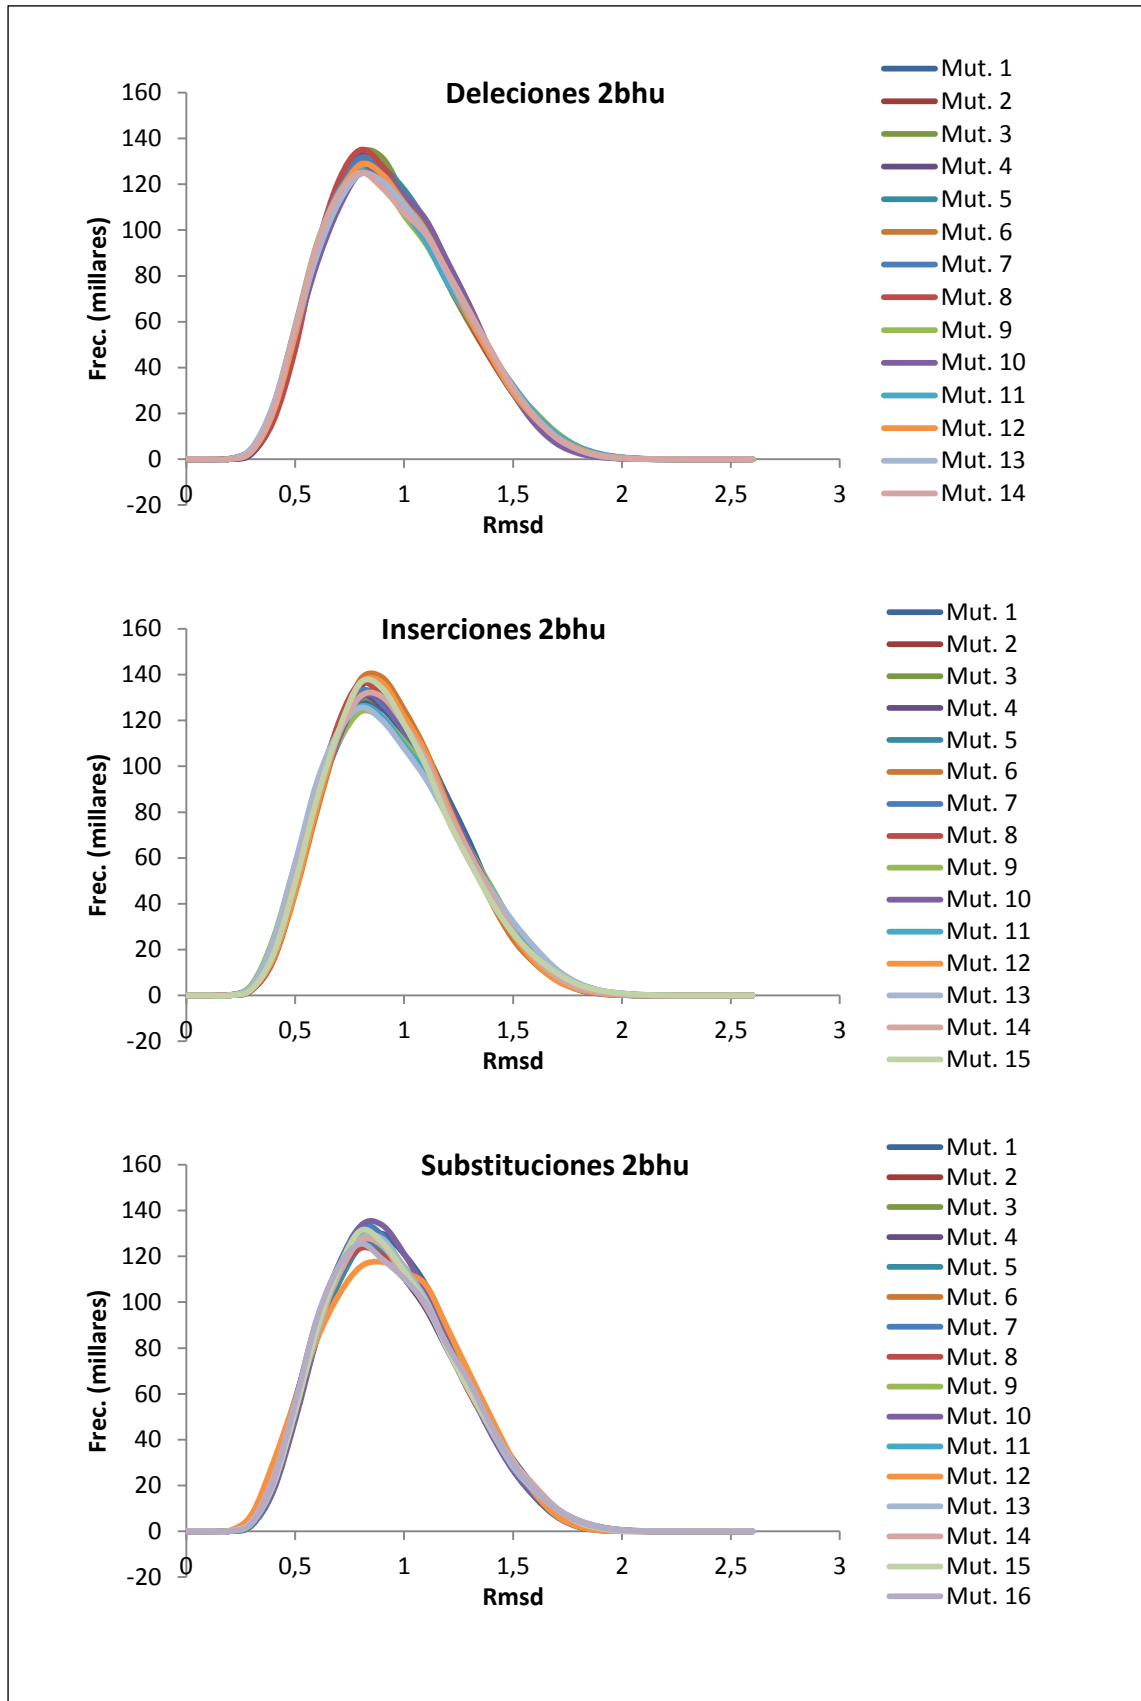 Deleciones 2bhu
Frec. (millares)
160
140
120
100
80
60
40
20
0
-20
0
0,5
1
1,5
2
2,5
3
Rmsd
Mut. 1
Mut. 2
Mut. 3
Mut. 4
Mut. 5
Mut. 6
Mut. 7
Mut. 8
Mut. 9
Mut. 10
Mut. 11
Mut. 12
Mut. 13
Mut. 14
Inserciones 2bhu
Frec. (millares)
160
140
120
100
80
60
40
20
0
-20
0
0,5
1
1,5
2
2,5
3
Rmsd
Mut. 1
Mut. 2
Mut. 3
Mut. 4
Mut. 5
Mut. 6
Mut. 7
Mut. 8
Mut. 9
Mut. 10
Mut. 11
Mut. 12
Mut. 13
Mut. 14
Mut. 15
Substituciones 2bhu
Frec. (millares)
160
140
120
100
80
60
40
20
0
-20
0
0,5
1
1,5
2
2,5
3
Rmsd
Mut. 1
Mut. 2
Mut. 3
Mut. 4
Mut. 5
Mut. 6
Mut. 7
Mut. 8
Mut. 9
Mut. 10
Mut. 11
Mut. 12
Mut. 13
Mut. 14
Mut. 15
Mut. 16